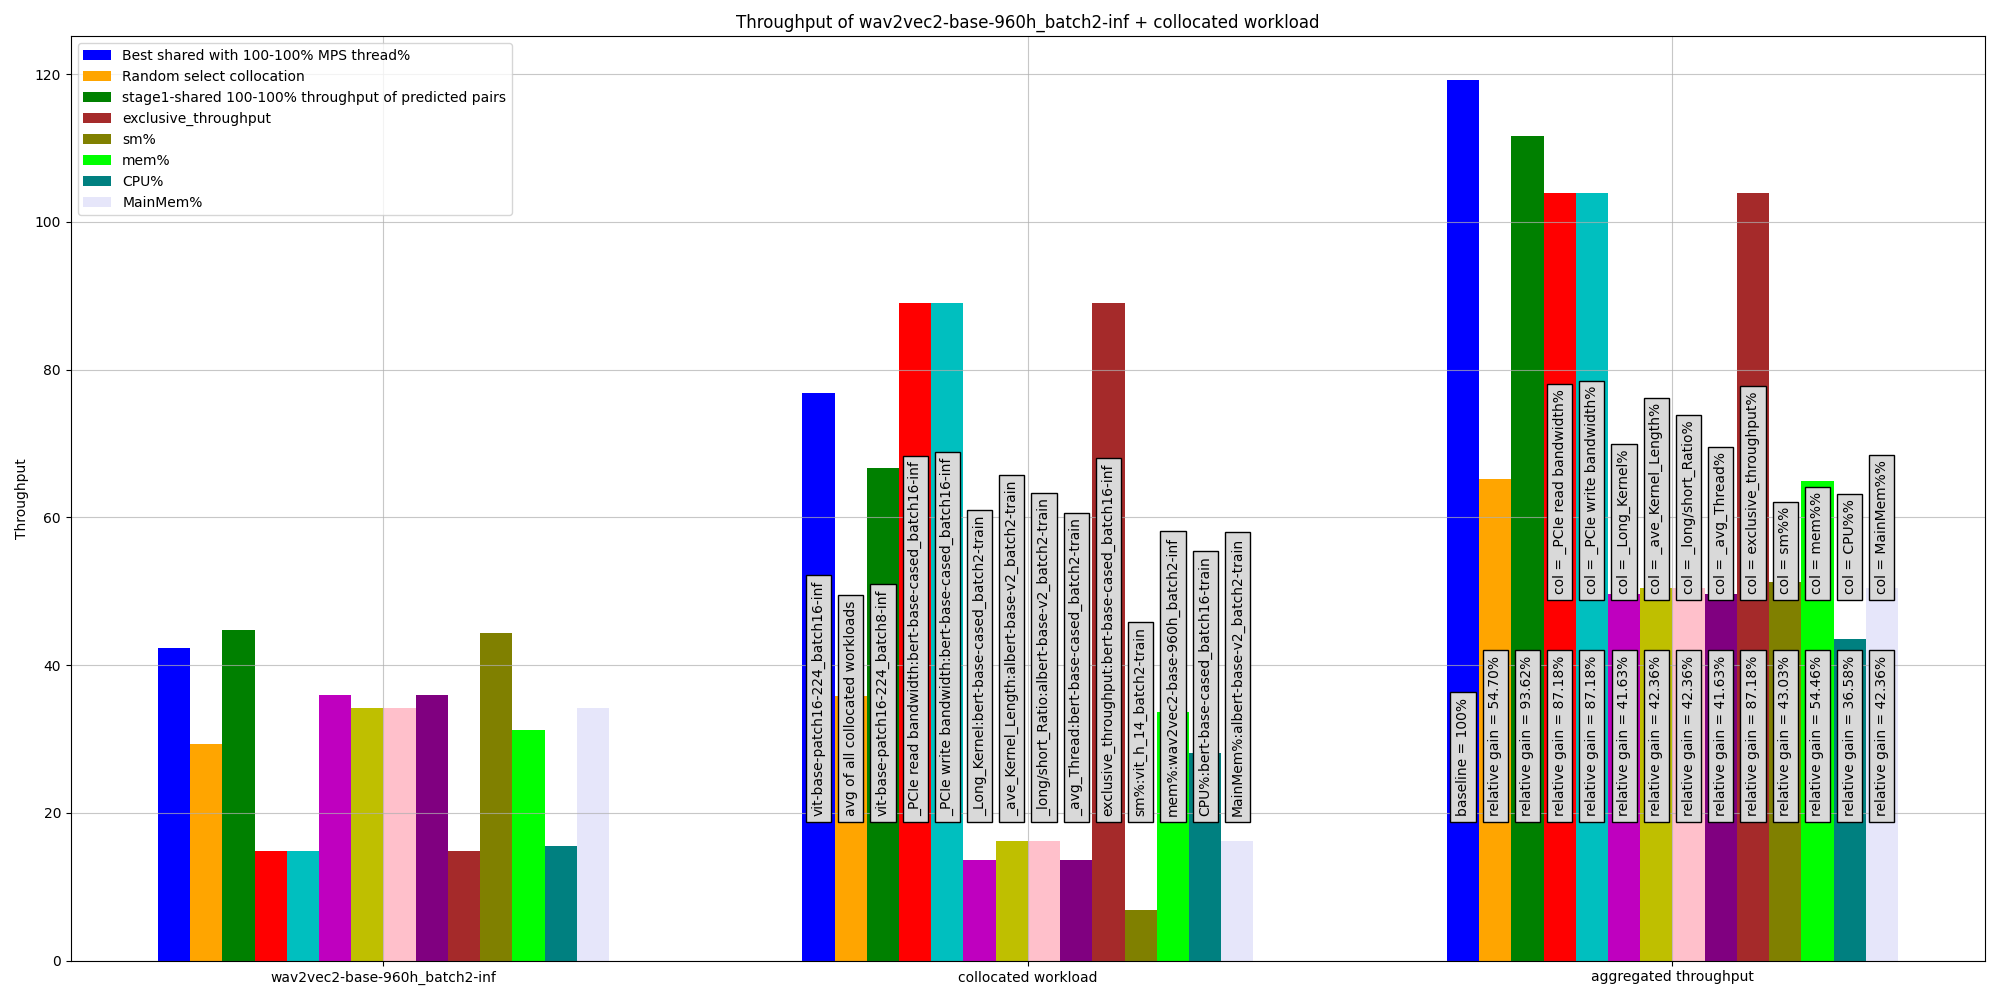 Throughput of wav2vec2-base-960h_batch2-inf + collocated workload
Best shared with 100-100% MPS thread%
Random select collocation
stage1-shared 100-100% throughput of predicted pairs
exclusive_throughput
sm%
mem%
CPU%
MainMem%
Throughput
120
100
80
60
40
20
0
vit-base-patch16-224_batch16-inf
avg of all collocated workloads
vit-base-patch16-224_batch8-inf
_PCIe read bandwidth:bert-base-cased_batch16-inf
_PCIe write bandwidth:bert-base-cased_batch16-inf
_Long_Kernel:bert-base-cased_batch2-train
_ave_Kernel_Length:albert-base-v2_batch2-train
_long/short_Ratio:albert-base-v2_batch2-train
_avg_Thread:bert-base-cased_batch2-train
exclusive_throughput:bert-base-cased_batch16-inf
sm%:vit_h_14_batch2-train
mem%:wav2vec2-base-960h_batch2-inf
CPU%:bert-base-cased_batch16-train
MainMem%:albert-base-v2_batch2-train
col = _PCIe read bandwidth%
col = _PCIe write bandwidth%
col = _Long_Kernel%
col = _ave_Kernel_Length%
col = _long/short_Ratio%
col = _avg_Thread%
col = exclusive_throughput%
col = sm%%
col = mem%%
col = CPU%%
col = MainMem%%
baseline = 100%
relative gain = 54.70%
relative gain = 93.62%
relative gain = 87.18%
relative gain = 87.18%
relative gain = 41.63%
relative gain = 42.36%
relative gain = 42.36%
relative gain = 41.63%
relative gain = 87.18%
relative gain = 43.03%
relative gain = 54.46%
relative gain = 36.58%
relative gain = 42.36%
wav2vec2-base-960h_batch2-inf
collocated workload
aggregated throughput